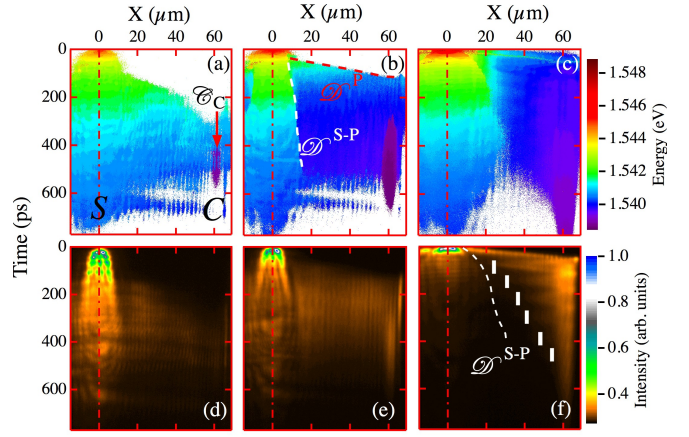 X (µm) X (µm) X (µm)
0 20 40 60 0 20 40 60 0 20 40 60
0
200
400
600
(a)
𝒞C
S
C
(b)
𝒟P
𝒟S-P
(c)
1.548
1.546
1.544
1.542
1.540
Energy (eV)
Time (ps)
0
200
400
600
(d)
(e)
(f)
𝒟S-P
1.0
0.8
0.6
0.4
Intensity (arb. units)